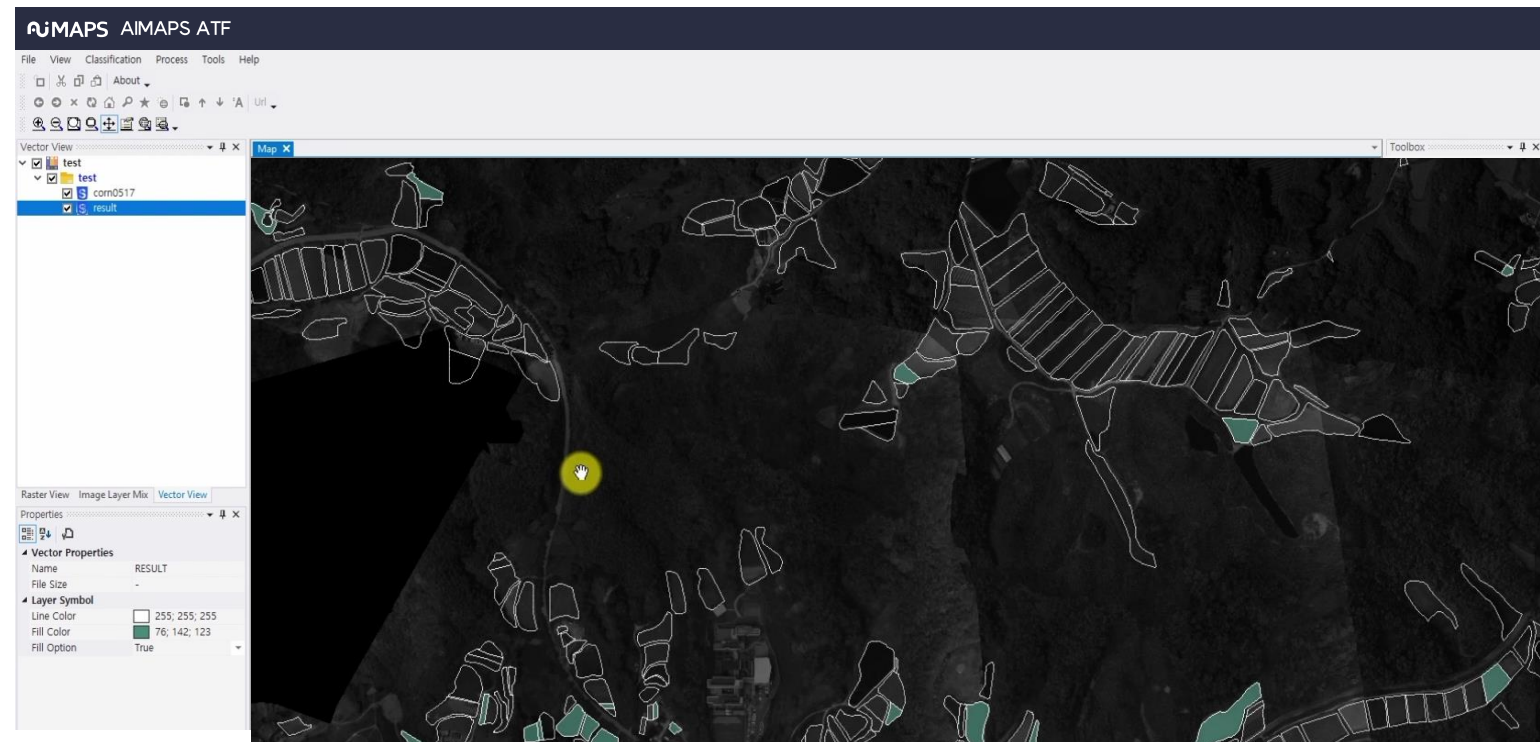 AiMAPS AIMAPS ATF
File View Classification Process Tools Help
About
'A Url
Vector View
Map
Toolbox
test
test
corn0517
result
Raster View Image Layer Mix Vector View
Properties
Vector Properties
Name RESULT
File Size -
Layer Symbol
Line Color 255; 255; 255
Fill Color 76; 142; 123
Fill Option True